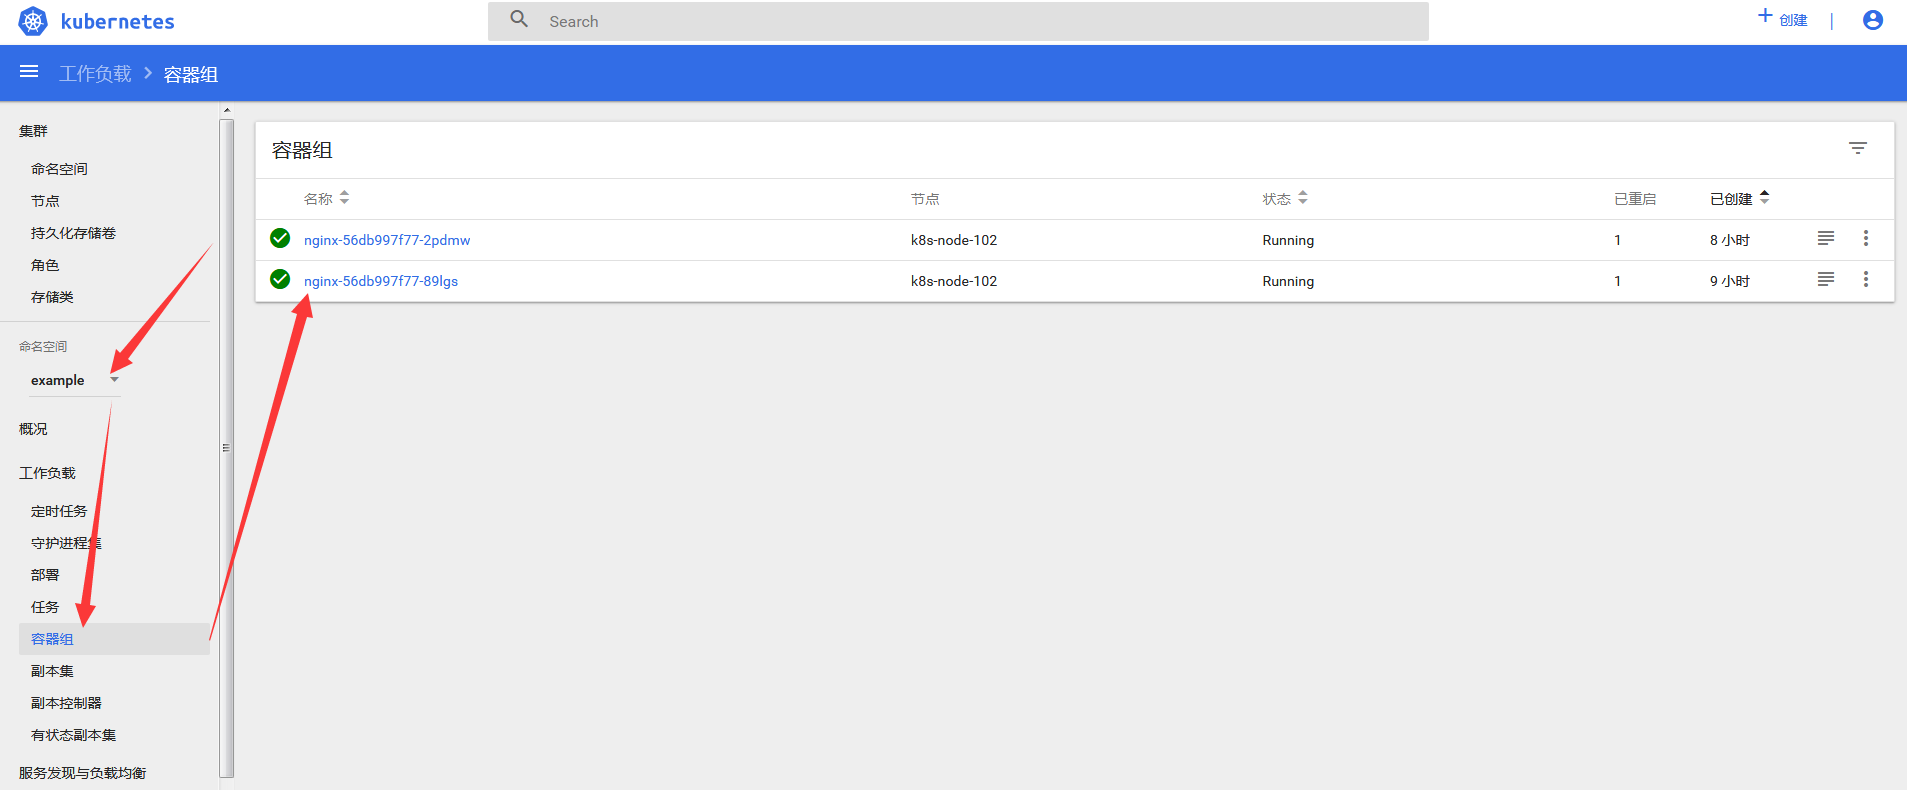 kubernetes
Search
创建
工作负载 容器组
集群
命名空间
节点
持久化存储卷
角色
存储类
命名空间
example
概况
工作负载
定时任务
守护进程集
部署
任务
容器组
副本集
副本控制器
有状态副本集
服务发现与负载均衡
容器组
名称 节点 状态 已重启 已创建
nginx-56db997f77-2pdmw k8s-node-102 Running 1 8 小时
nginx-56db997f77-89lgs k8s-node-102 Running 1 9 小时